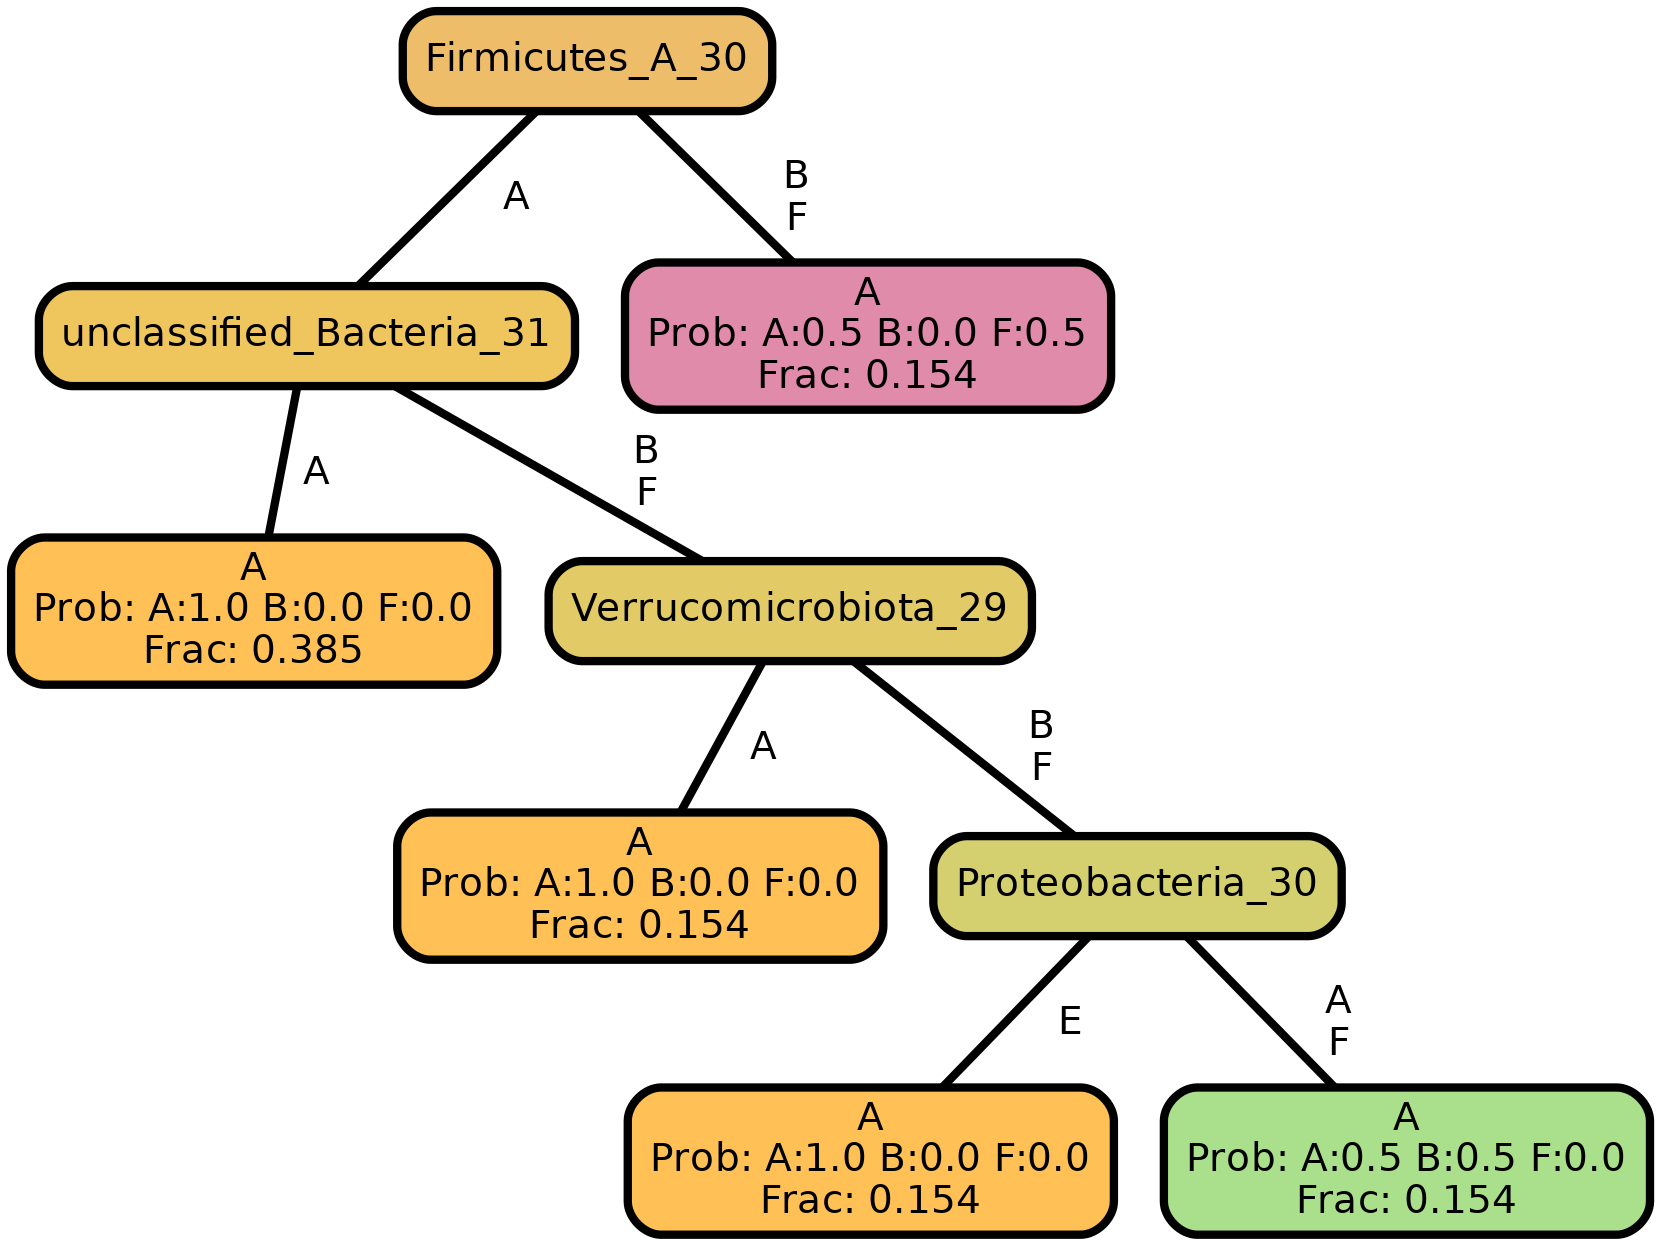 Firmicutes_A_30
A
B
F
unclassified_Bacteria_31
A
Prob: A:0.5 B:0.0 F:0.5
Frac: 0.154
A
B
F
A
Prob: A:1.0 B:0.0 F:0.0
Frac: 0.385
Verrucomicrobiota_29
A
B
F
A
Prob: A:1.0 B:0.0 F:0.0
Frac: 0.154
Proteobacteria_30
E
A
F
A
Prob: A:1.0 B:0.0 F:0.0
Frac: 0.154
A
Prob: A:0.5 B:0.5 F:0.0
Frac: 0.154